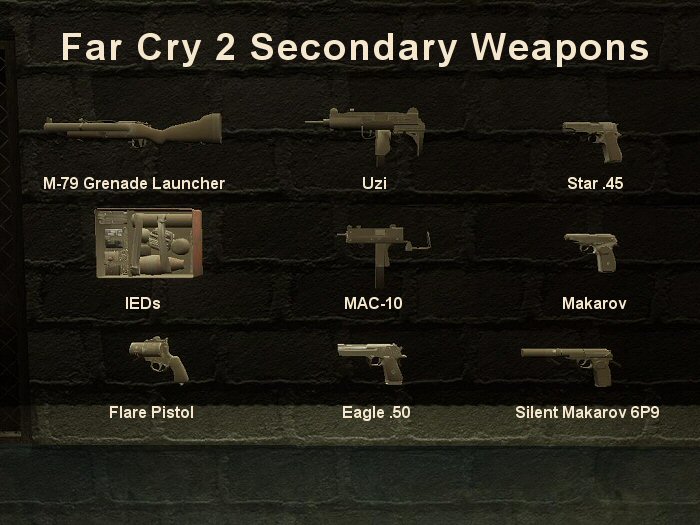 Far Cry 2 Secondary Weapons
M-79 Grenade Launcher
Uzi
Star .45
IEDs
MAC-10
Makarov
Flare Pistol
Eagle .50
Silent Makarov 6P9